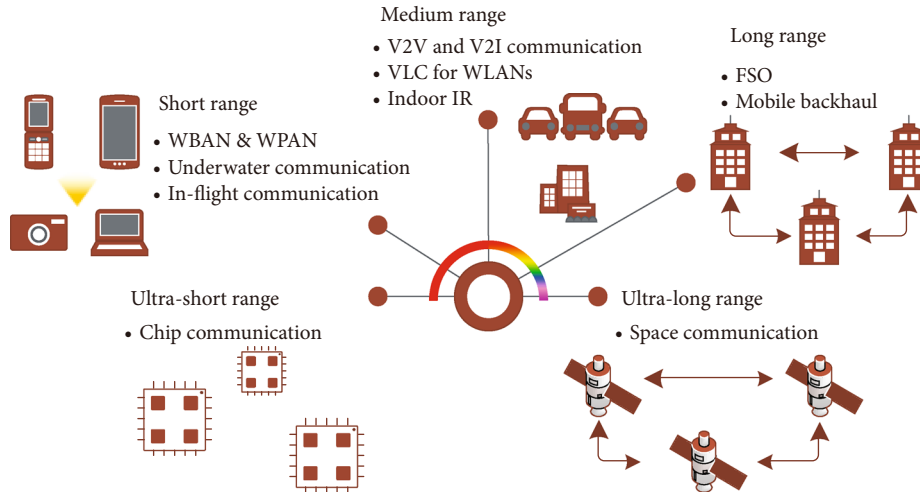 Medium range
• V2V and V2I communication
• VLC for WLANs
• Indoor IR
Long range
• FSO
• Mobile backhaul
Short range
• WBAN & WPAN
• Underwater communication
• In-flight communication
Ultra-short range
• Chip communication
Ultra-long range
• Space communication